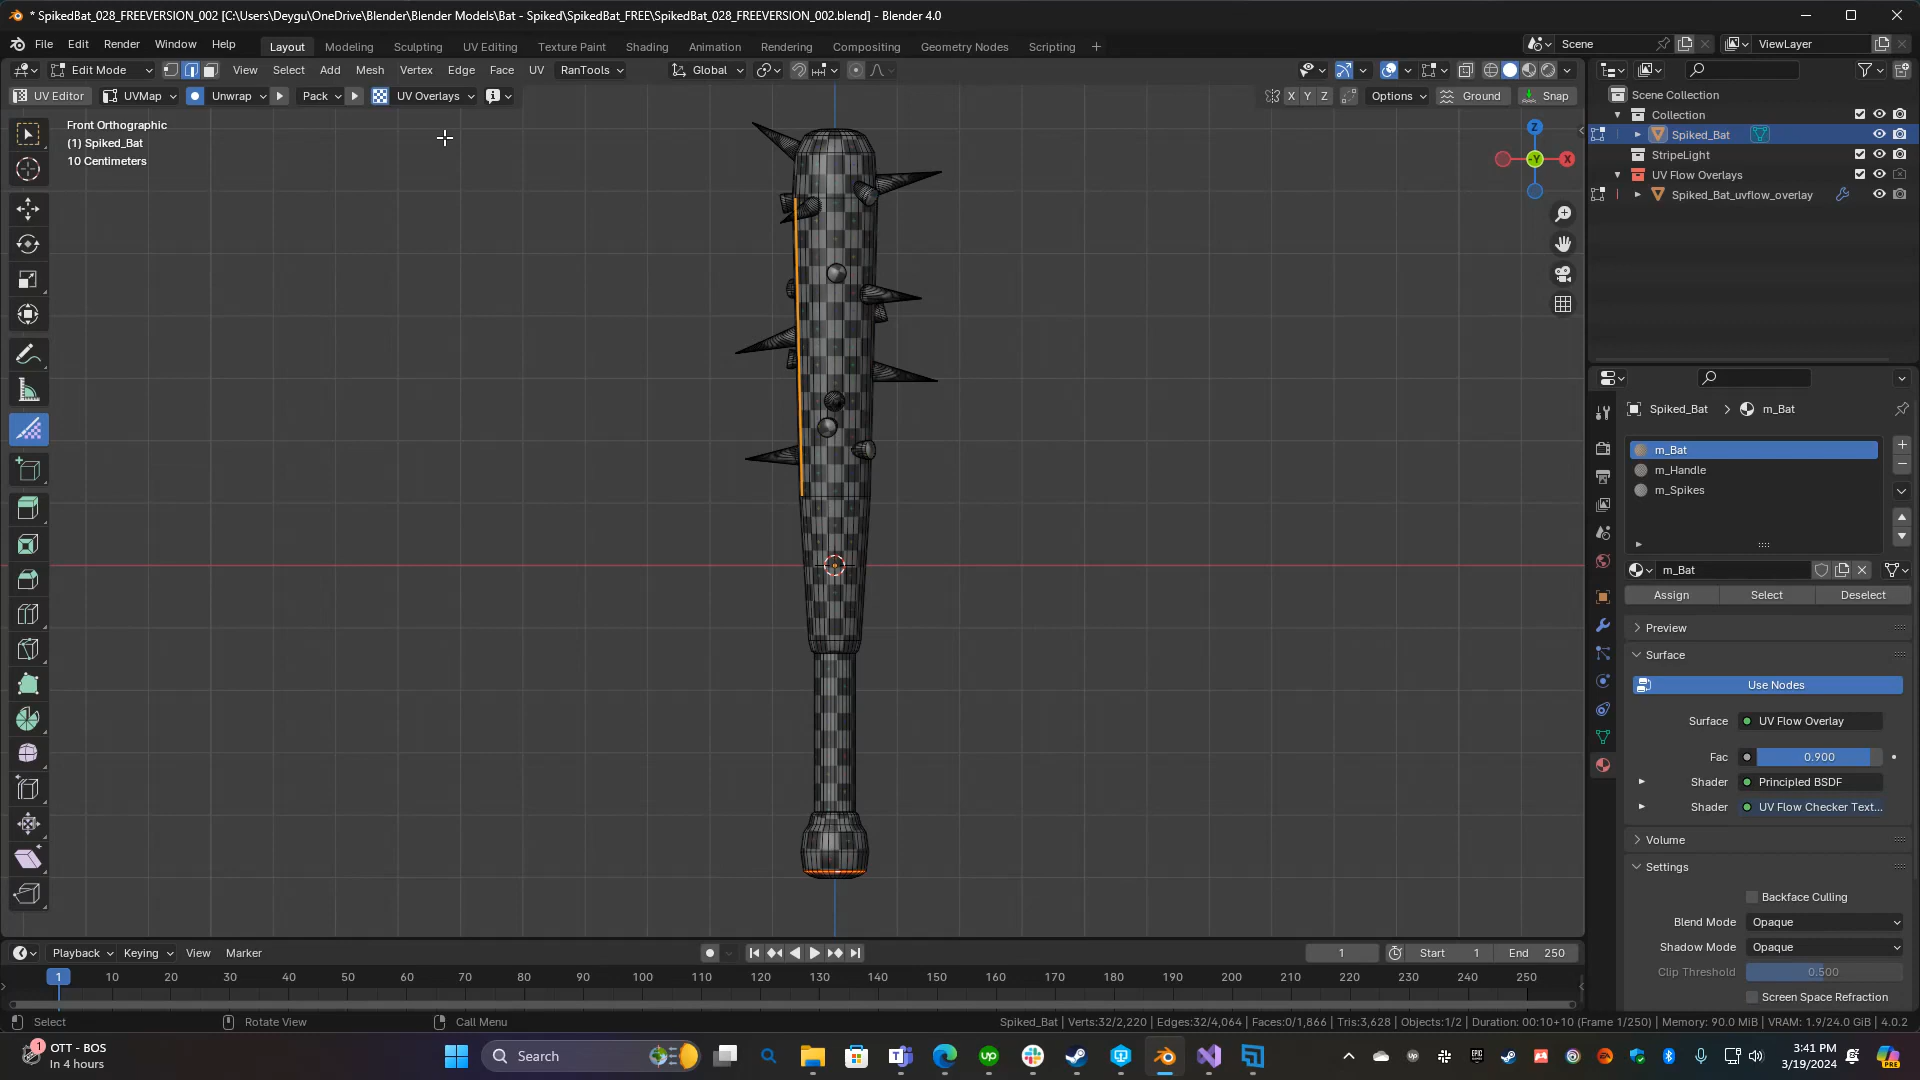 * SpikedBat_028_FREEVERSION_002 [C:\Users\Deygu\OneDrive\Blender\Blender Models\Bat - Spiked\SpikedBat_FREE\SpikedBat_028_FREEVERSION_002.blend] - Blender 4.0
File Edit Render Window Help Layout Modeling Sculpting UV Editing Texture Paint Shading Animation Rendering Compositing Geometry Nodes Scripting + Scene ViewLayer
Edit Mode View Select Add Mesh Vertex Edge Face UV RanTools Global
UV Editor UVMap Unwrap Pack UV Overlays X Y Z Options Ground Snap
Front Orthographic
(1) Spiked_Bat
10 Centimeters
Z
-Y X
Scene Collection
Collection
Spiked_Bat
StripeLight
UV Flow Overlays
Spiked_Bat_uvflow_overlay
Spiked_Bat > m_Bat
m_Bat
m_Handle
m_Spikes
m_Bat
Assign Select Deselect
Preview
Surface
Use Nodes
Surface UV Flow Overlay
Fac 0.900
Shader Principled BSDF
Shader UV Flow Checker Text...
Volume
Settings
Backface Culling
Blend Mode Opaque
Shadow Mode Opaque
Clip Threshold 0.500
Screen Space Refraction
Playback Keying View Marker 1 Start 1 End 250
1 10 20 30 40 50 60 70 80 90 100 110 120 130 140 150 160 170 180 190 200 210 220 230 240 250
Select Rotate View Call Menu Spiked_Bat | Verts:32/2,220 | Edges:32/4,064 | Faces:0/1,866 | Tris:3,628 | Objects:1/2 | Duration: 00:10+10 (Frame 1/250) | Memory: 90.0 MiB | VRAM: 1.9/24.0 GiB | 4.0.2
1 OTT - BOS
In 4 hours
Search
3:41 PM
3/19/2024